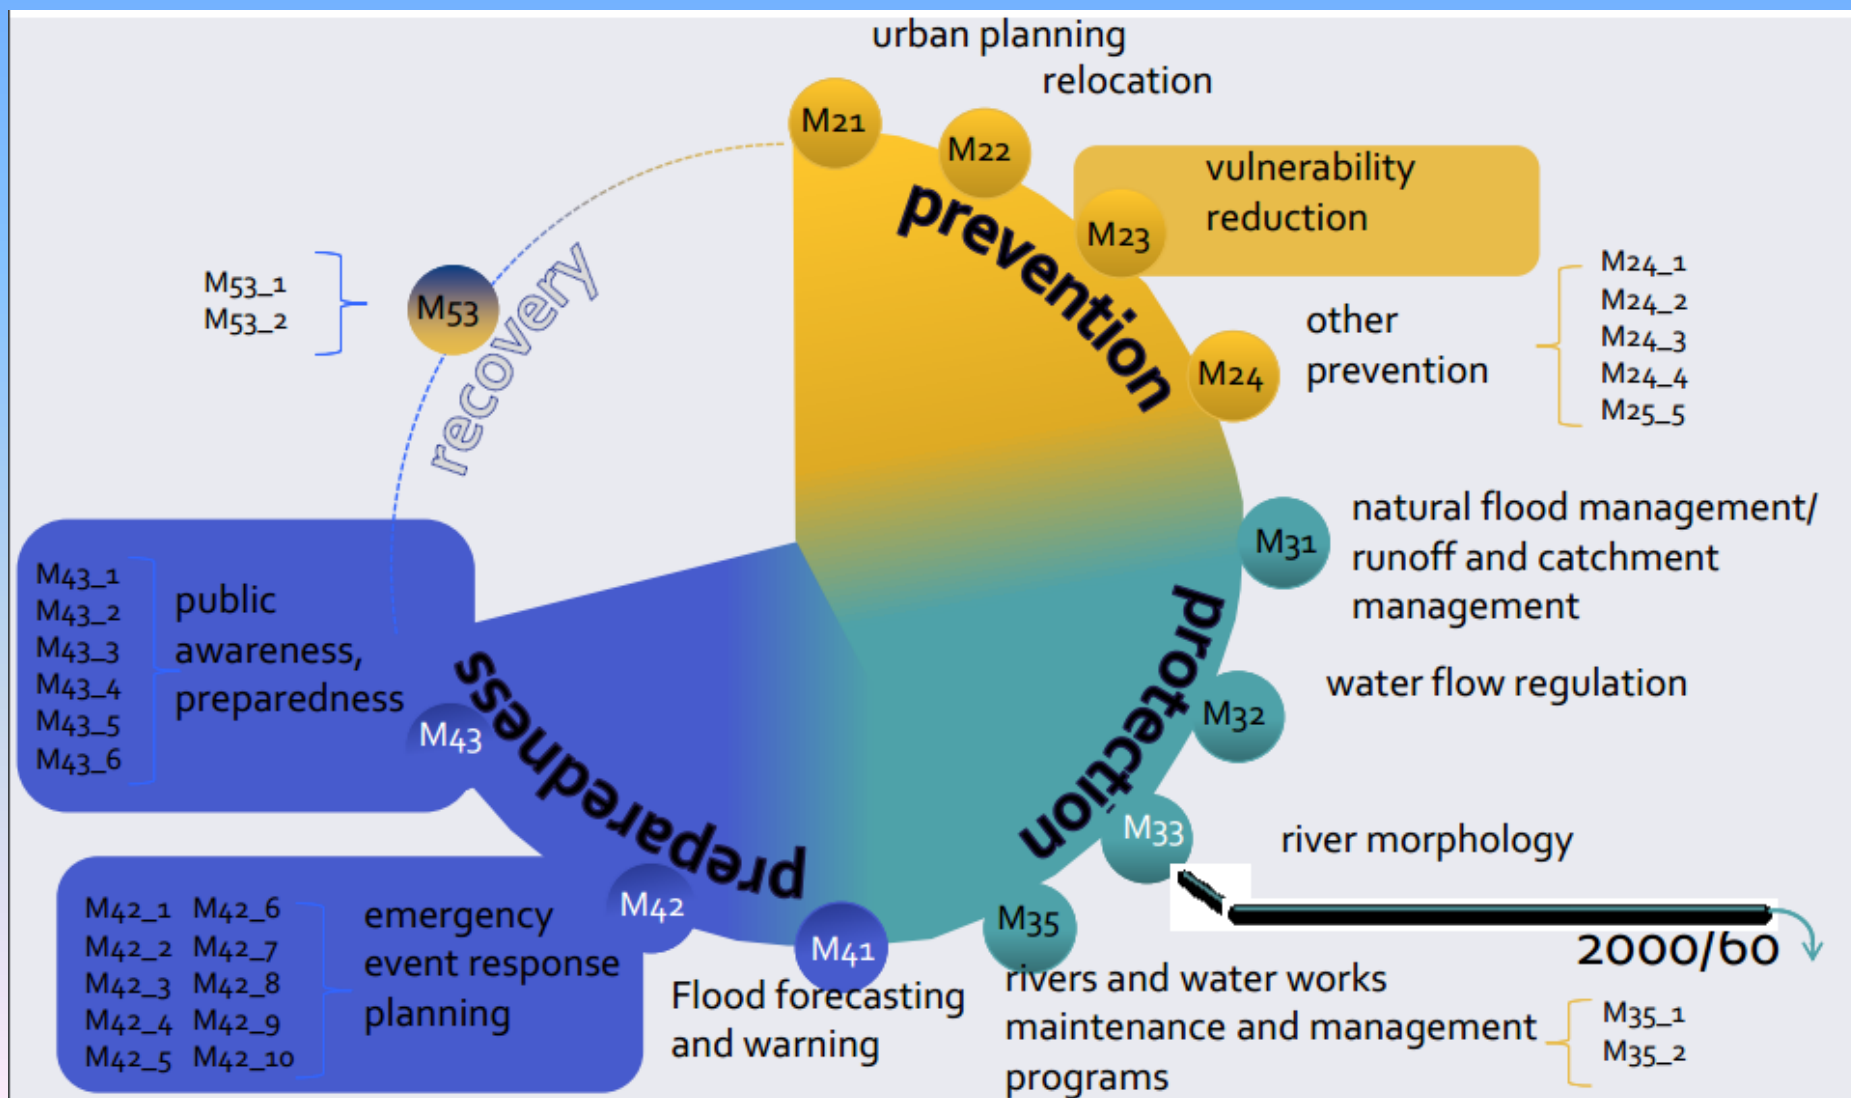 urban planning
relocation
M21
M22
prevention
vulnerability
reduction
M23
M24_1
M24_2
M24_3
M24_4
M25_5
other
prevention
M24
M53_1
M53_2
M53
recovery
natural flood management/
runoff and catchment
management
M31
protection
water flow regulation
M32
M33
river morphology
2000/60
M35
rivers and water works
maintenance and management
programs
M35_1
M35_2
M41
Flood forecasting
and warning
preparedness
M42
emergency
event response
planning
M42_1 M42_6
M42_2 M42_7
M42_3 M42_8
M42_4 M42_9
M42_5 M42_10
M43
public
awareness,
preparedness
M43_1
M43_2
M43_3
M43_4
M43_5
M43_6